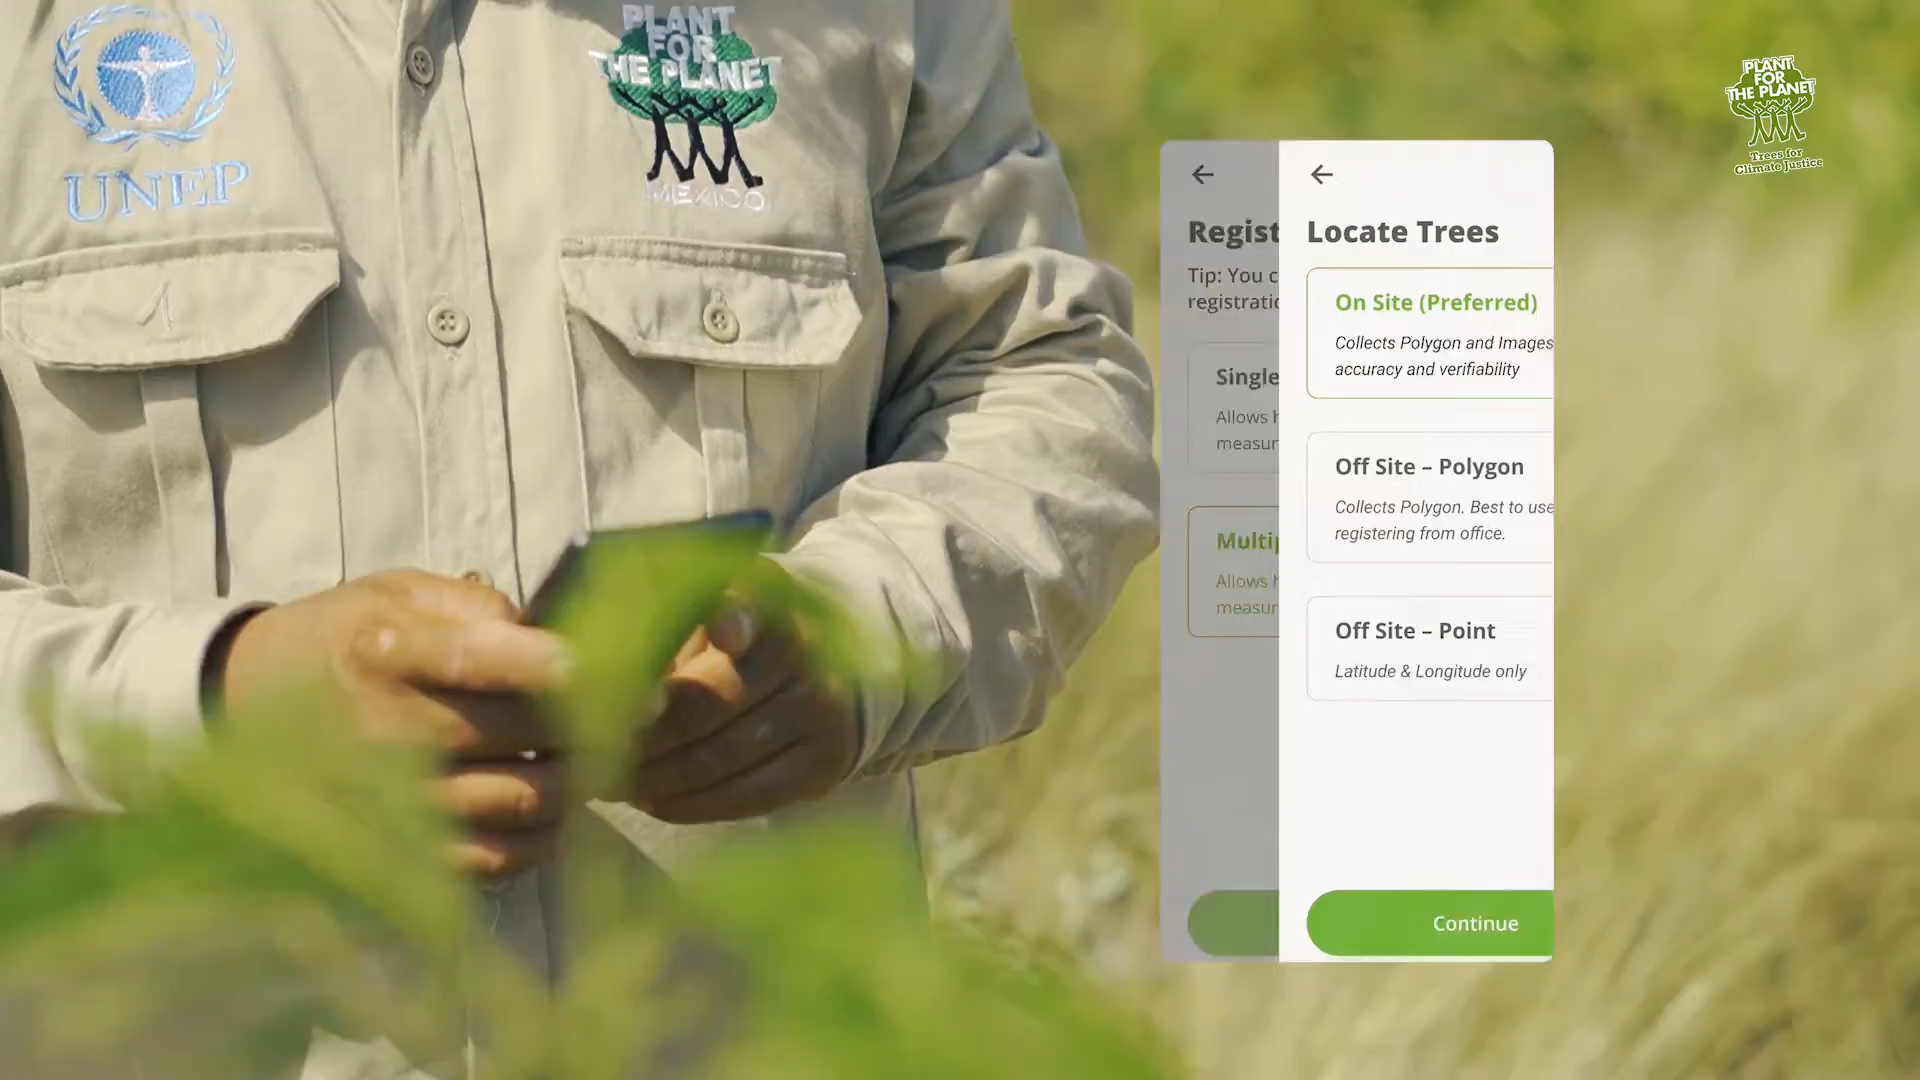 UNEP
PLANT
FOR
THE PLANET
MEXICO
PLANT
FOR
THE PLANET
Trees for
Climate Justice
Regist
Tip: You c
registratio
Single
Allows h
measur
Multip
Allows h
measur
Locate Trees
On Site (Preferred)
Collects Polygon and Images
accuracy and verifiability
Off Site – Polygon
Collects Polygon. Best to use
registering from office.
Off Site – Point
Latitude & Longitude only
Continue